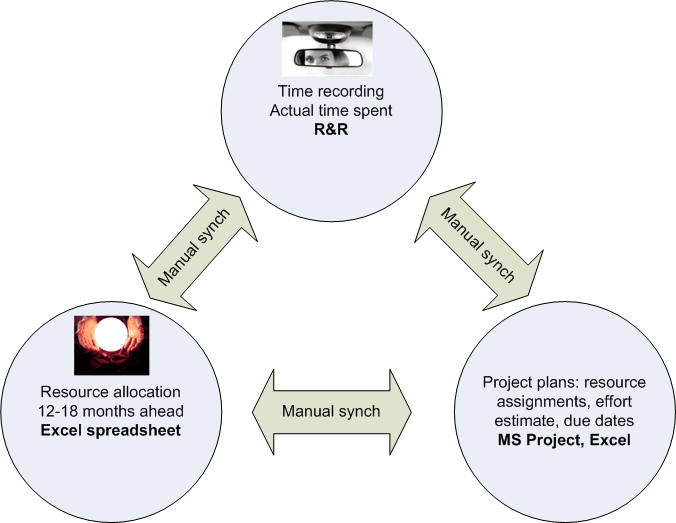 Time recording
Actual time spent
R&R
Manual synch
Manual synch
Resource allocation
12-18 months ahead
Excel spreadsheet
Manual synch
Project plans: resource
assignments, effort
estimate, due dates
MS Project, Excel